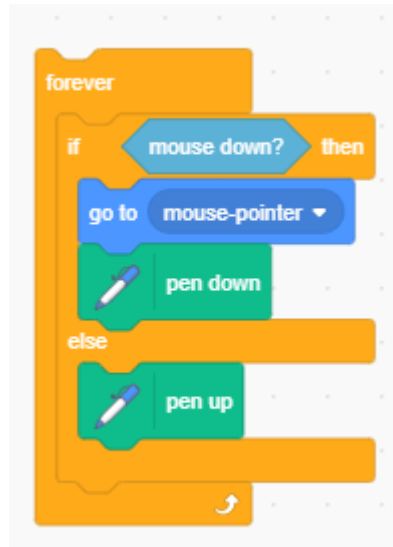 forever
if mouse down? then
go to mouse-pointer
pen down
else
pen up